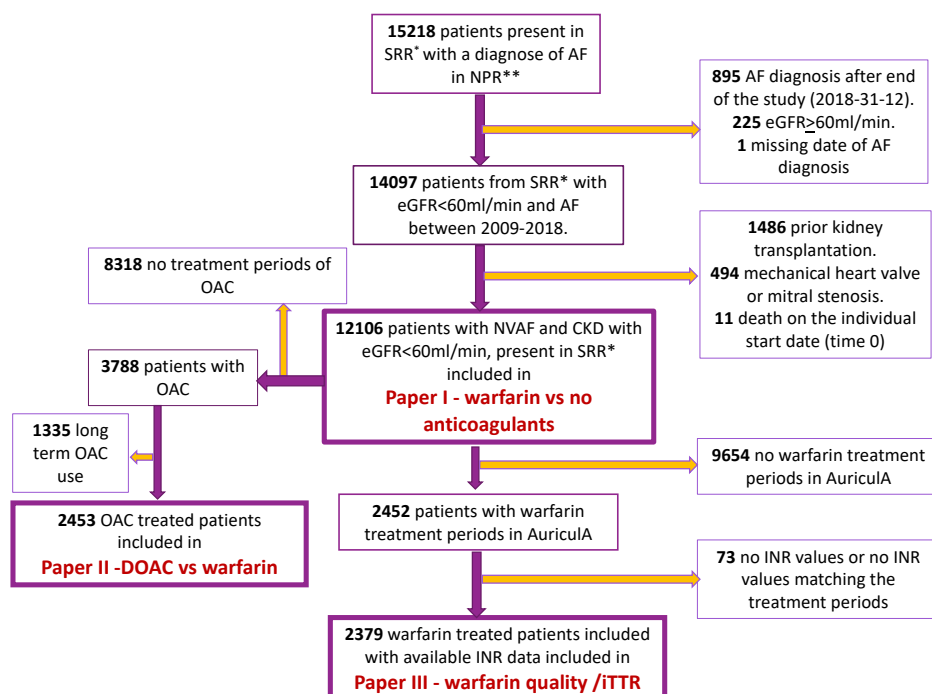 15218 patients present in
SRR* with a diagnose of AF
in NPR**
895 AF diagnosis after end
of the study (2018-31-12).
225 eGFR>60ml/min.
1 missing date of AF
diagnosis
14097 patients from SRR* with
eGFR<60ml/min and AF
between 2009-2018.
1486 prior kidney
transplantation.
494 mechanical heart valve
or mitral stenosis.
11 death on the individual
start date (time 0)
8318 no treatment periods of
OAC
12106 patients with NVAF and CKD with
eGFR<60ml/min, present in SRR*
included in
Paper I - warfarin vs no
anticoagulants
3788 patients with
OAC
1335 long
term OAC
use
2453 OAC treated patients
included in
Paper II -DOAC vs warfarin
9654 no warfarin treatment
periods in AuriculA
2452 patients with warfarin
treatment periods in AuriculA
73 no INR values or no INR
values matching the
treatment periods
2379 warfarin treated patients included
with available INR data included in
Paper III - warfarin quality /iTTR